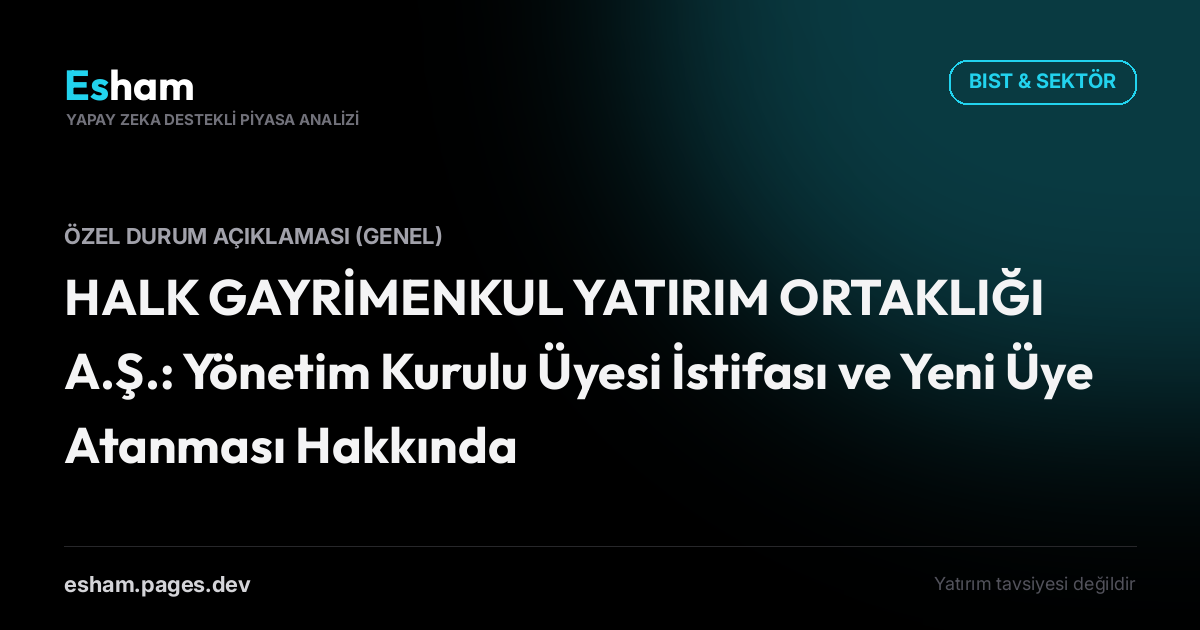 Esham
YAPAY ZEKA DESTEKLİ PİYASA ANALİZİ
BIST & SEKTÖR
ÖZEL DURUM AÇIKLAMASI (GENEL)
HALK GAYRİMENKUL YATIRIM ORTAKLIĞI
A.Ş.: Yönetim Kurulu Üyesi İstifası ve Yeni Üye
Atanması Hakkında
esham.pages.dev
Yatırım tavsiyesi değildir